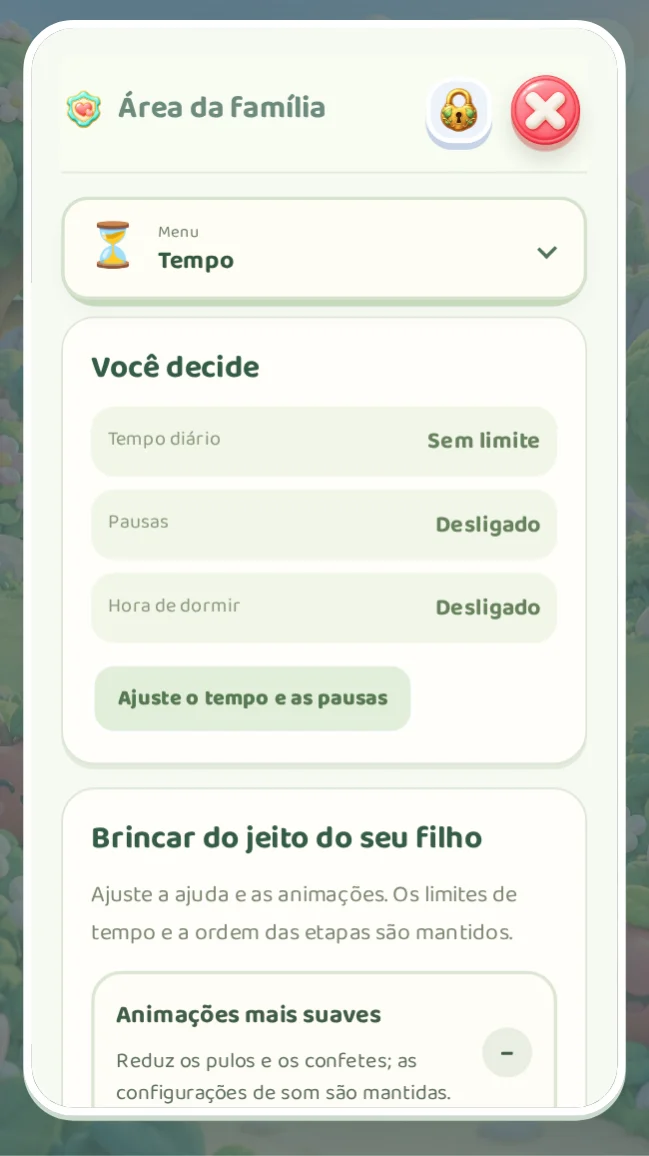 Área da família
Menu
Tempo
Você decide
Tempo diário
Sem limite
Pausas
Desligado
Hora de dormir
Desligado
Ajuste o tempo e as pausas
Brincar do jeito do seu filho
Ajuste a ajuda e as animações. Os limites de
tempo e a ordem das etapas são mantidos.
Animações mais suaves
Reduz os pulos e os confetes; as
configurações de som são mantidas.